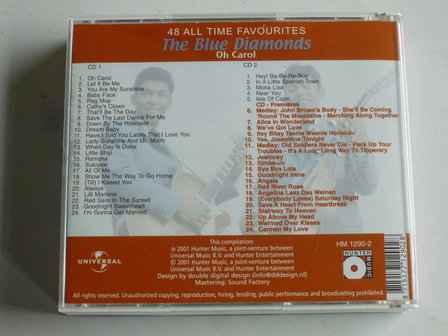 48 ALL TIME FAVOURITES
The Blue Diamonds
Oh Carol
CD 1
1. Oh Carol
2. Let It Be Me
3. You Are My Sunshine
4. Baby Face
5. Rag Mop
6. Cathy's Clown
7. That'll Be The Day
8. Save The Last Dance For Me
9. Down By The Riverside
10. Dream Baby
11. Have I Told You Lately That I Love You
12. Lady Sunshine And Mr. Moon
13. When Day Is Done
14. Little Ship
15. Ramona
16. Sukiyaki
17. All Of Me
18. Show Me The Way To Go Home
19. (Til) I Kissed You
20. Always
21. Lili Marlene
22. Red Sails In The Sunset
23. Goodnight Sweetheart
24. I'm Gonna Get Married
CD 2
1. Hey! Ba-Ba-Re-Bop
2. In A Little Spanish Town
3. Mona Lisa
4. Near You
5. Isle Of Capri
CD - Premières
6. Medley: John Brown's Body - She'll Be Coming
'Round The Mountains - Marching Along Together
7. Alice In Wonderland
8. We've Got Love
9. Itsy Bitsy Teenie Weenie Honolulu
10. Yes, Josephine Tonight
11. Medley: Old Soldiers Never Die - Pack Up Your
Troubles - It's A Long Long Way To Tipperary
12. Jealousy
13. Simba-Jo
14. Bye Bye Lola
15. Goodnight Irene
16. Angela
17. Red River Rose
18. Angelina Lass Das Weinen
19. (Everybody Loves) Saturday Night
20. Save A Heart From Heartbreak
21. Stairway To Heaven
22. Up Above My Head
23. Warmed Over Kisses
24. Carmen My Love
UNIVERSAL
This compilation:
℗ 2001 Hunter Music, a joint-venture between
Universal Music B.V. and Hunter Entertainment
© 2001 Hunter Music, a joint-venture between
Universal Music B.V. and Hunter Entertainment
Design by double digital design (info@dddesign.nl)
Mastering: Sound Factory
HM 1290-2
HUNTER
MUSIC
All rights reserved. Unauthorized copying, reproduction, hiring, lending, public performance and broadcasting prohibited.